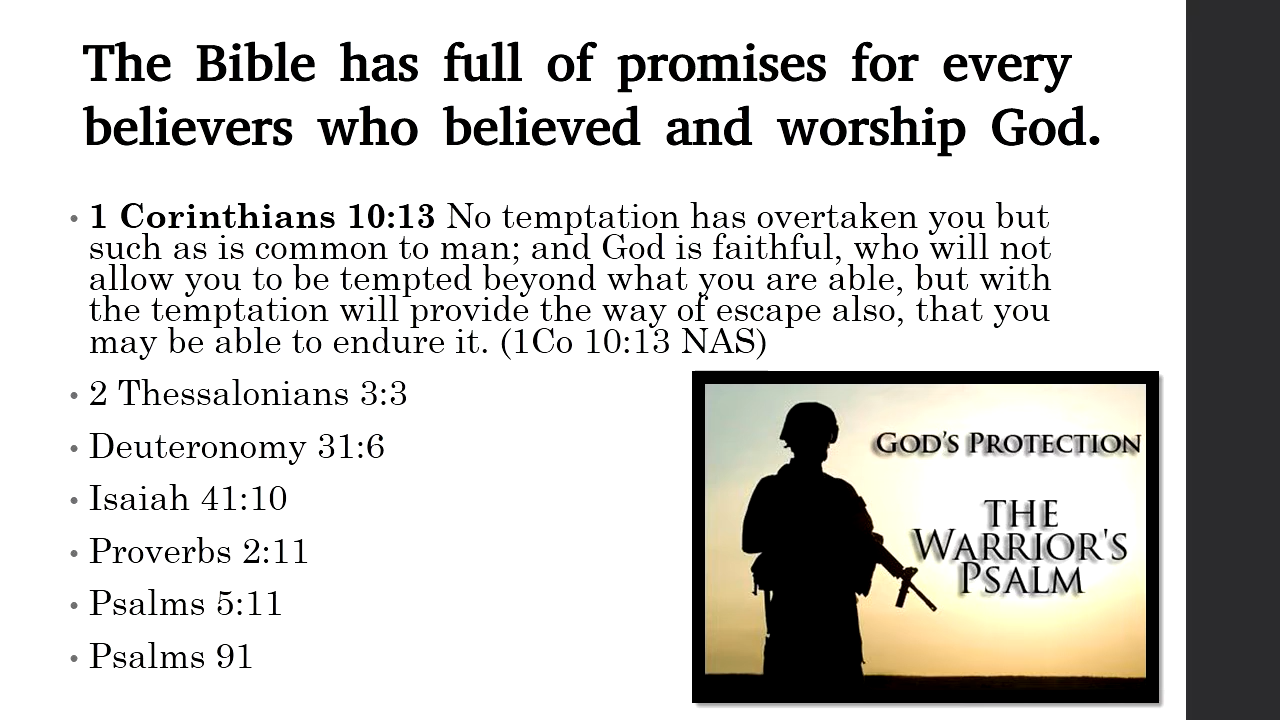 The Bible has full of promises for every
believers who believed and worship God.
• 1 Corinthians 10:13 No temptation has overtaken you but
such as is common to man; and God is faithful, who will not
allow you to be tempted beyond what you are able, but with
the temptation will provide the way of escape also, that you
may be able to endure it. (1Co 10:13 NAS)
• 2 Thessalonians 3:3
• Deuteronomy 31:6
• Isaiah 41:10
• Proverbs 2:11
• Psalms 5:11
• Psalms 91
God's Protection
The
Warrior's
Psalm